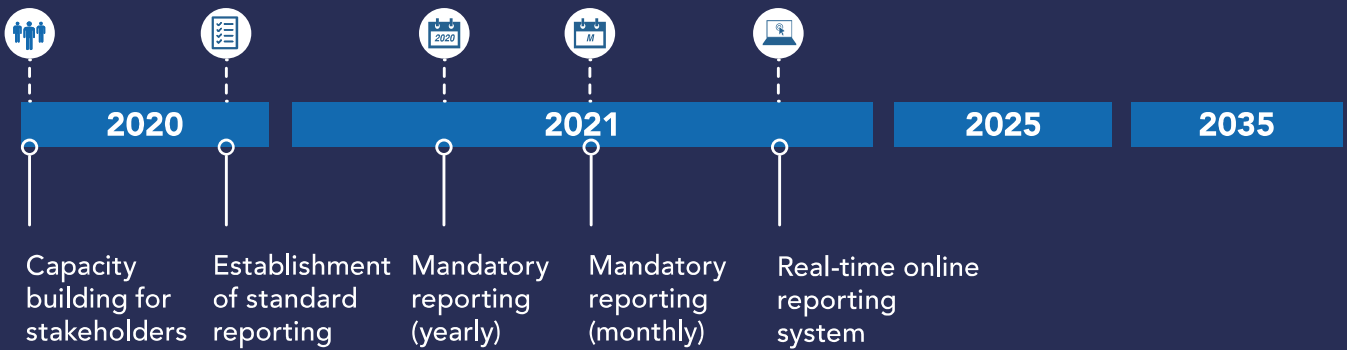 2020
M
2020
2021
2025
2035
Capacity
building for
stakeholders
Establishment
of standard
reporting
Mandatory
reporting
(yearly)
Mandatory
reporting
(monthly)
Real-time online
reporting
system